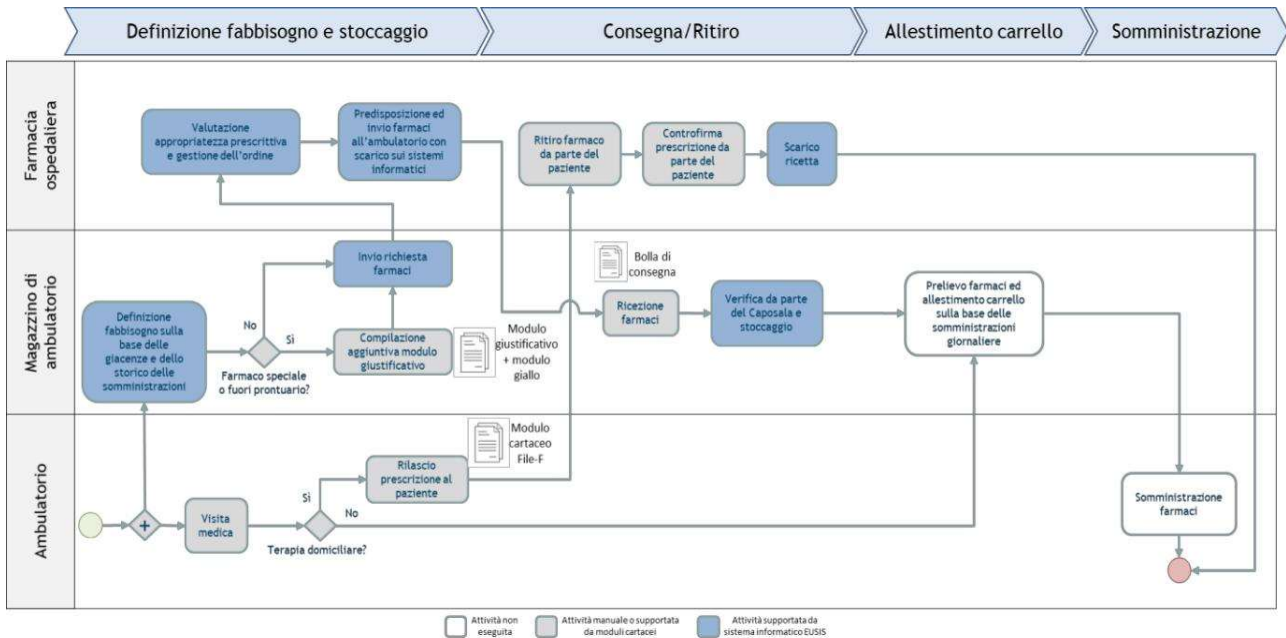 Definizione fabbisogno e stoccaggio
Consegna/Ritiro
Allestimento carrello
Somministrazione
Farmacia
ospedaliera
Valutazione
appropriatezza prescrittiva
e gestione dell'ordine
Predisposizione ed
invio farmaci
all'ambulatorio con
scarico sui sistemi
informatici
Ritiro farmaco
da parte del
paziente
Controfirma
prescrizione da
parte del
paziente
Scarico
ricetta
Magazzino di
ambulatorio
Definizione
fabbisogno sulla
base delle
giacenze e dello
storico delle
somministrazioni
No
Sì
Farmaco speciale
o fuori prontuario?
Invio richiesta
farmaci
Compilazione
aggiuntiva modulo
giustificativo
Modulo
giustificativo
+ modulo
giallo
Bolla di
consegna
Ricezione
farmaci
Verifica da parte
del Caposala e
stoccaggio
Prelievo farmaci ed
allestimento carrello
sulla base delle
somministrazioni
giornaliere
Ambulatorio
Visita
medica
Sì
No
Terapia domiciliare?
Rilascio
prescrizione al
paziente
Modulo
cartaceo
File-F
Somministrazione
farmaci
Attività non
eseguita
Attività manuale o supportata
da moduli cartacei
Attività supportata da
sistema informatico EUSIS